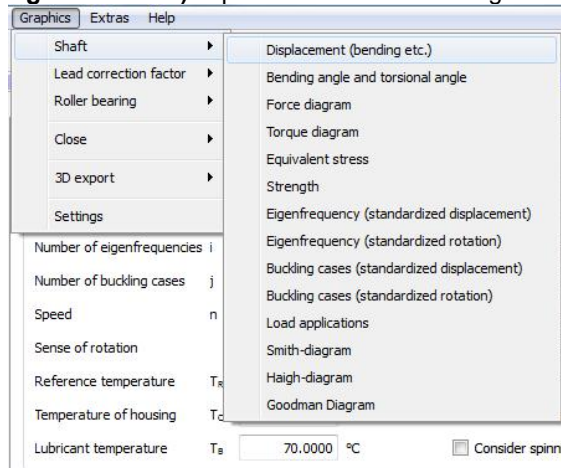 Graphics Extras Help
Shaft
Lead correction factor
Roller bearing
Close
3D export
Settings
Displacement (bending etc.)
Bending angle and torsional angle
Force diagram
Torque diagram
Equivalent stress
Strength
Eigenfrequency (standardized displacement)
Eigenfrequency (standardized rotation)
Buckling cases (standardized displacement)
Buckling cases (standardized rotation)
Load applications
Smith-diagram
Haigh-diagram
Goodman Diagram
Number of eigenfrequencies i
Number of buckling cases j
Speed n
Sense of rotation
Reference temperature
Temperature of housing
Lubricant temperature T_B 70.0000 °C Consider spinn